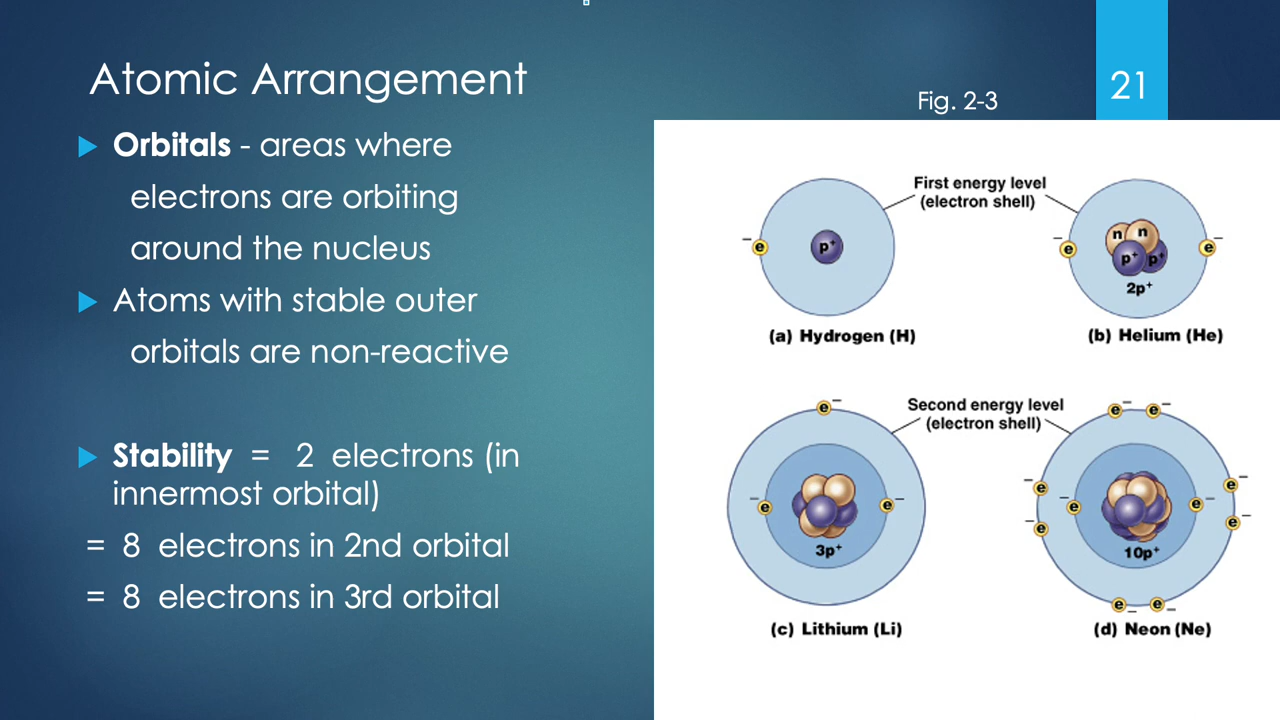 Atomic Arrangement
Fig. 2-3
21
Orbitals - areas where
electrons are orbiting
around the nucleus
Atoms with stable outer
orbitals are non-reactive
Stability = 2 electrons (in
innermost orbital)
= 8 electrons in 2nd orbital
= 8 electrons in 3rd orbital
First energy level
(electron shell)
e−
p+
e−
n n
p+ p+
e−
2p+
(a) Hydrogen (H)
(b) Helium (He)
Second energy level
(electron shell)
e−
e−
e−
3p+
(c) Lithium (Li)
e− e−
e− e−
e− e−
e− e−
10p+
e− e−
(d) Neon (Ne)